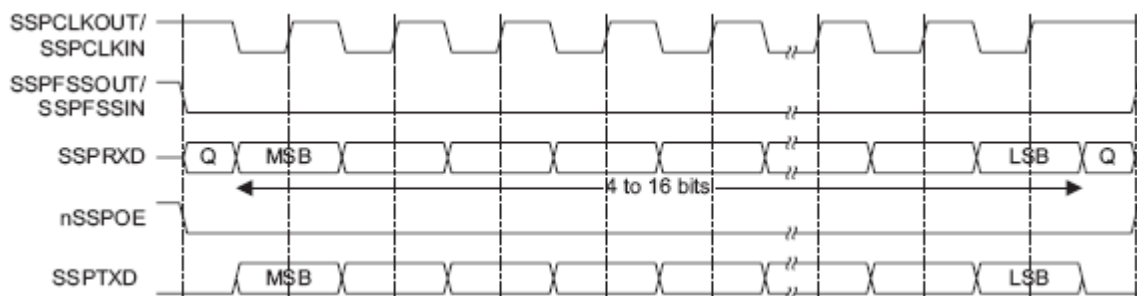 SSPCLKOUT/
SSPCLKIN
SSPFSSOUT/
SSPFSSIN
SSPRXD Q MSB LSB Q
4 to 16 bits
nSSPOE
SSPTXD MSB LSB